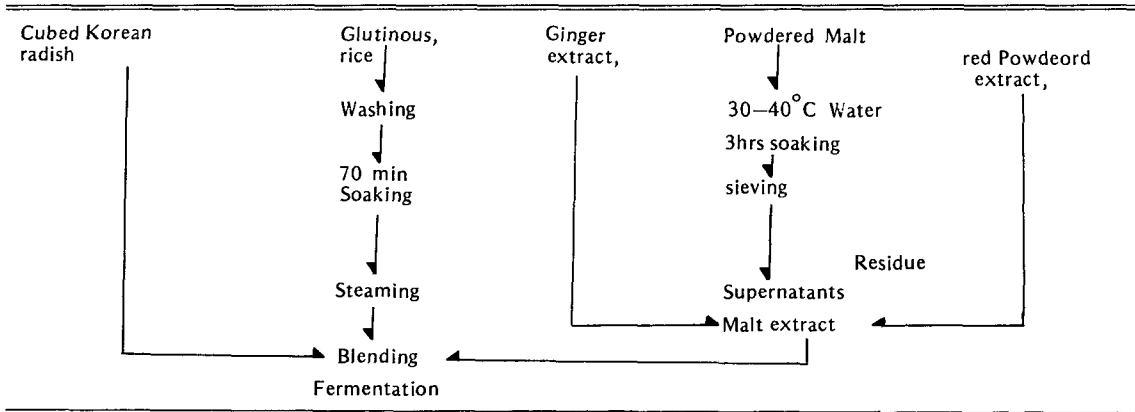 Cubed Korean
radish
Glutinous,
rice
Washing
70 min
Soaking
Steaming
Blending
Fermentation
Ginger
extract,
Powdered Malt
30–40°C Water
3hrs soaking
sieving
Residue
Supernatants
Malt extract
red Powdeord
extract,